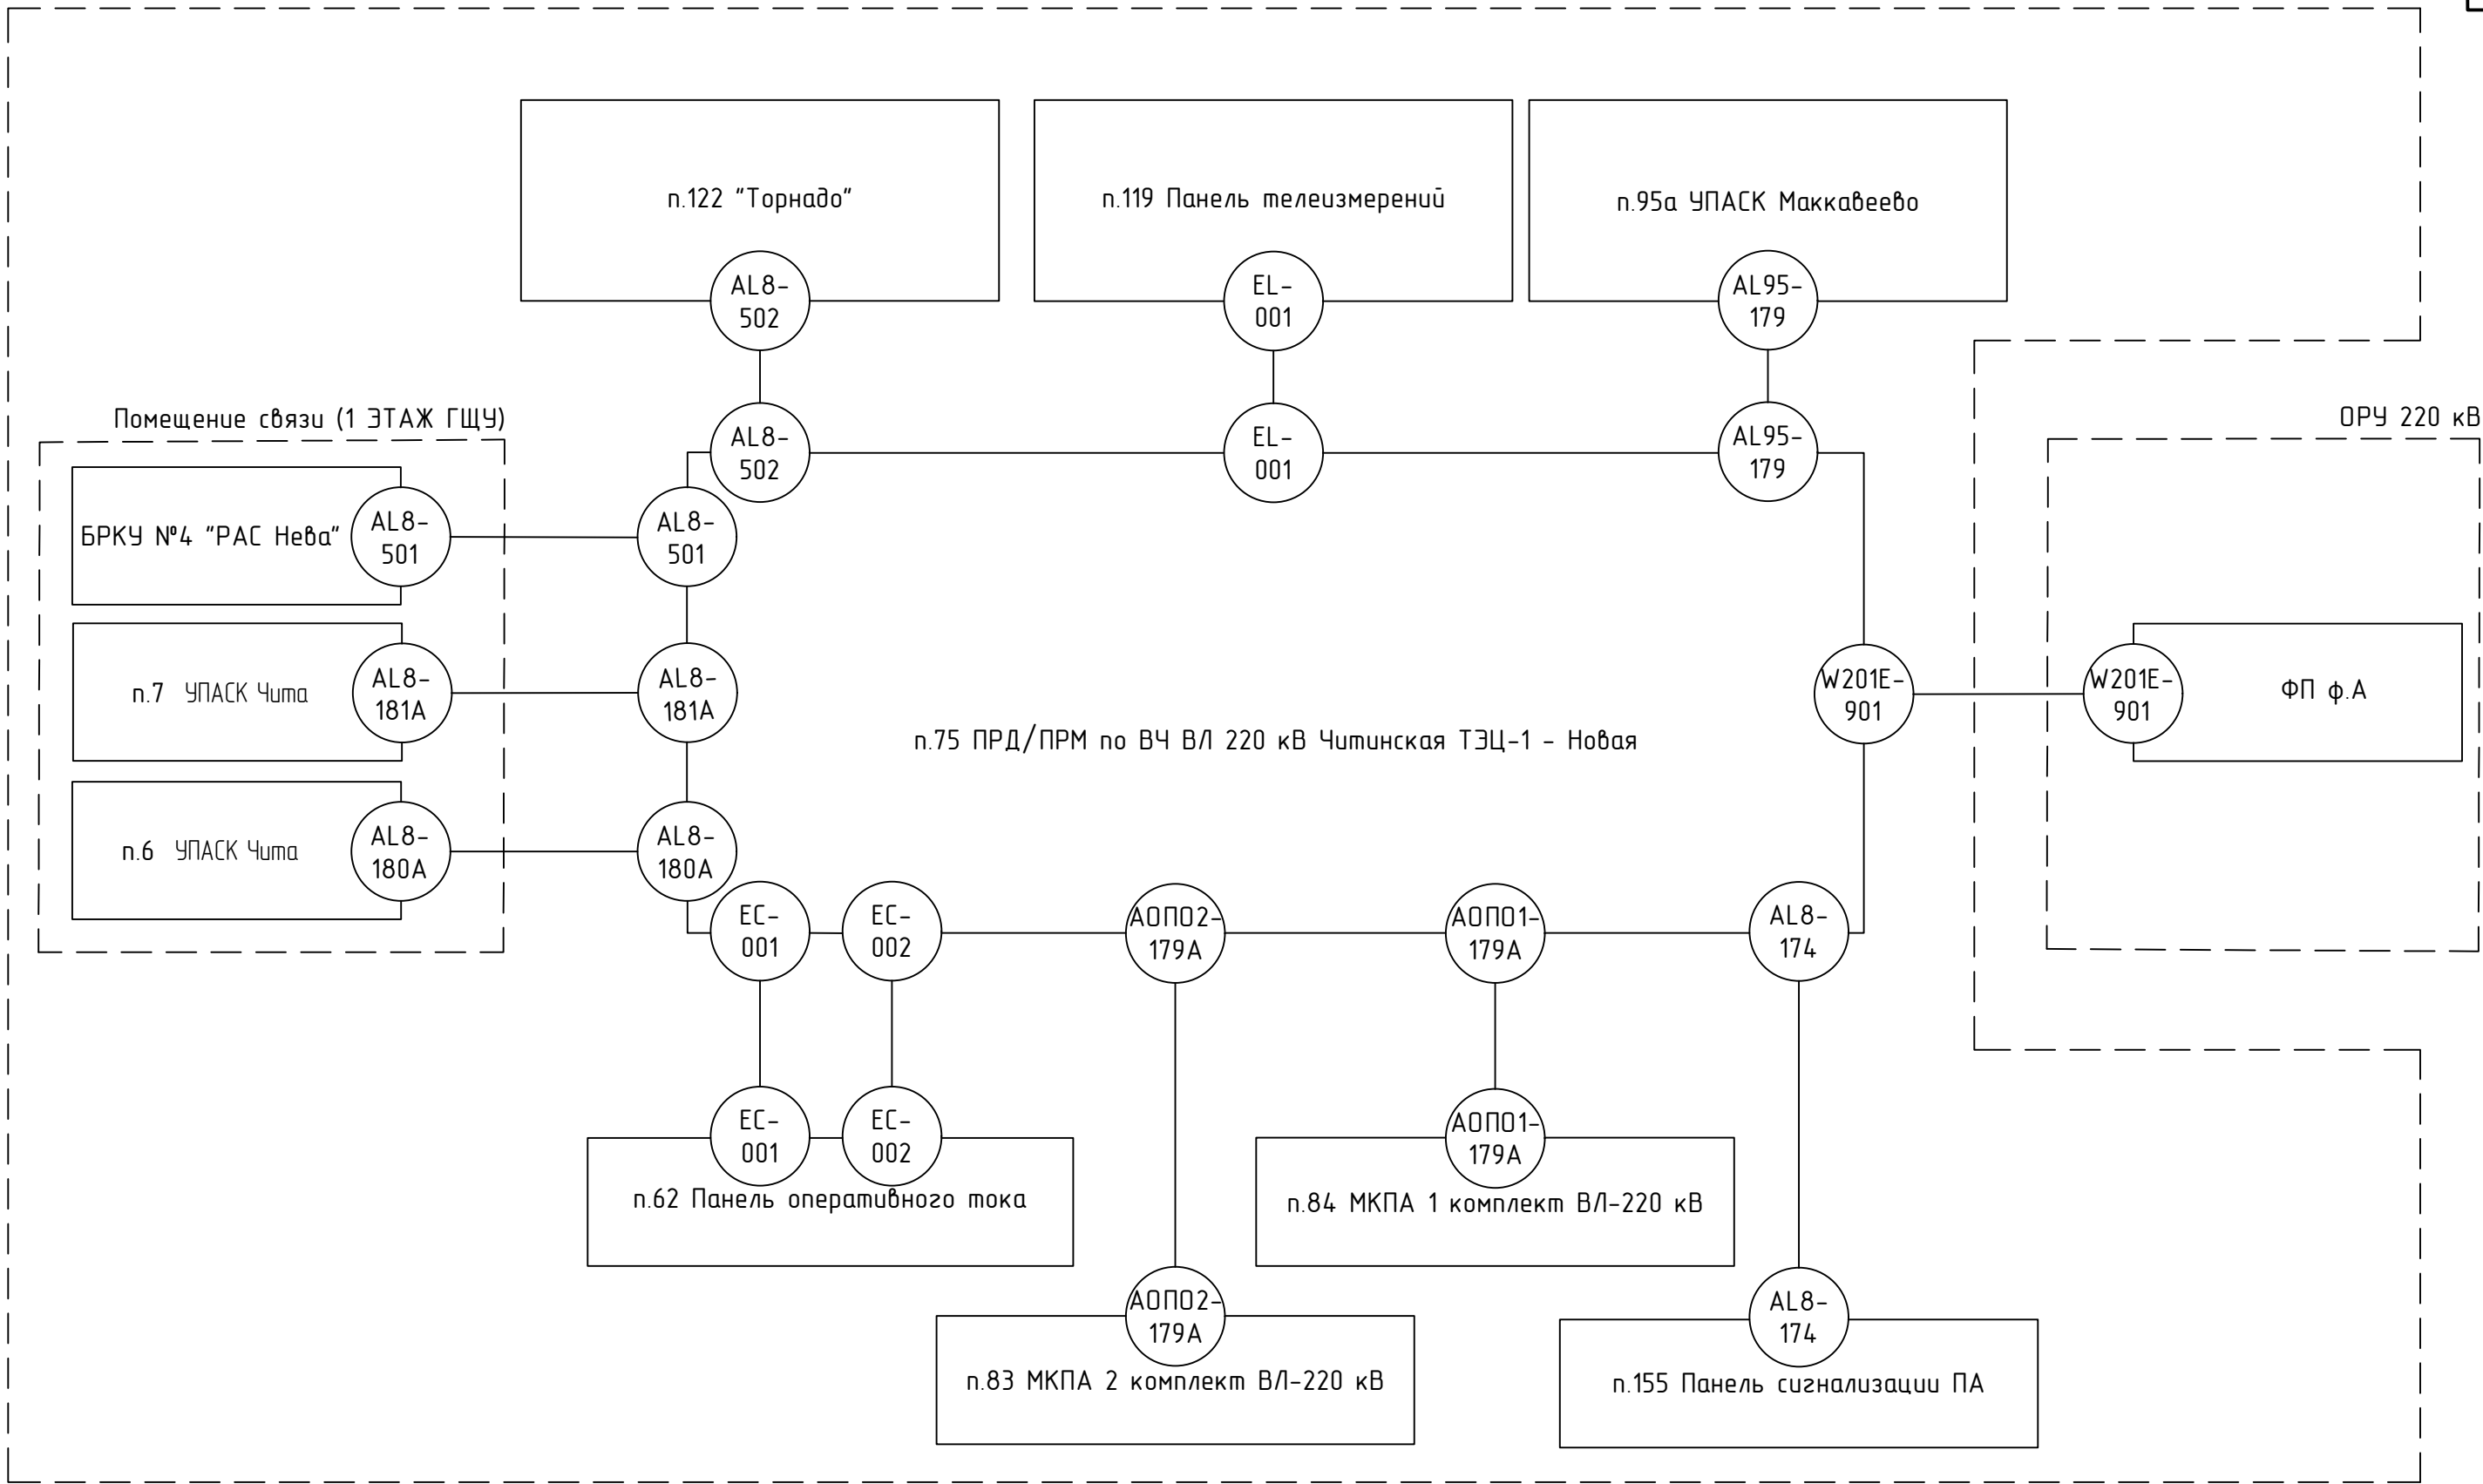 п.122 "Торнадо"
п.119 Панель телеизмерений
п.95а УПАСК Маккавеево
AL8-
502
EL-
001
AL95-
179
Помещение связи (1 ЭТАЖ ГЩУ)
ОРУ 220 кВ
AL8-
502
EL-
001
AL95-
179
БРКУ №4 "РАС Нева"
AL8-
501
AL8-
501
п.7 УПАСК Чита
AL8-
181А
AL8-
181А
W201E-
901
W201E-
901
ФП ф.А
п.75 ПРД/ПРМ по ВЧ ВЛ 220 кВ Читинская ТЭЦ-1 - Новая
п.6 УПАСК Чита
AL8-
180А
AL8-
180А
EC-
001
EC-
002
АОПО2-
179А
АОПО1-
179А
AL8-
174
EC-
001
EC-
002
АОПО1-
179А
п.62 Панель оперативного тока
п.84 МКПА 1 комплект ВЛ-220 кВ
АОПО2-
179А
AL8-
174
п.83 МКПА 2 комплект ВЛ-220 кВ
п.155 Панель сигнализации ПА